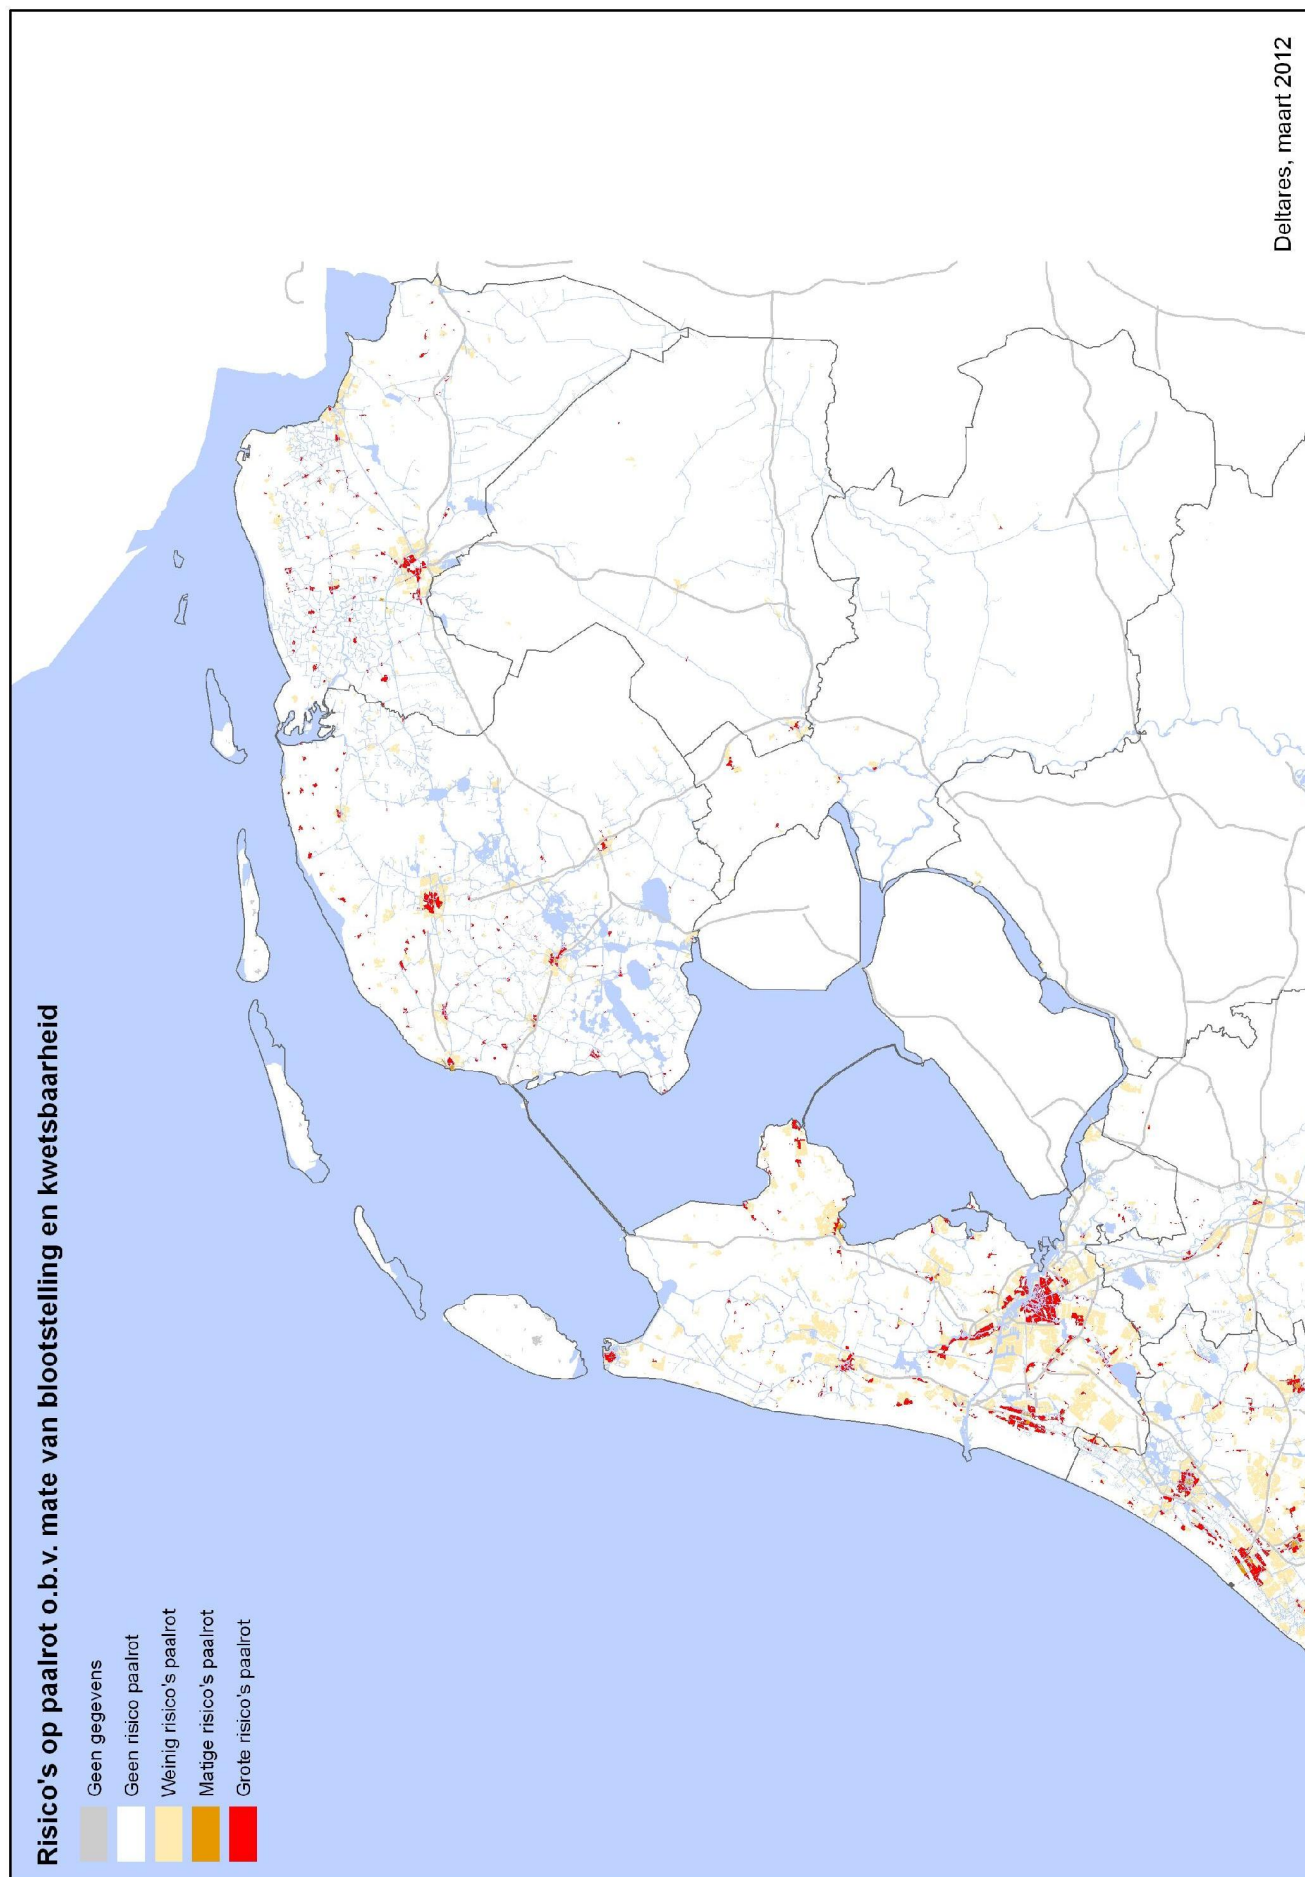 Risico's op paalrot o.b.v. mate van blootstelling en kwetsbaarheid
Geen gegevens
Geen risico paalrot
Weinig risico's paalrot
Matige risico's paalrot
Grote risico's paalrot
Deltares, maart 2012